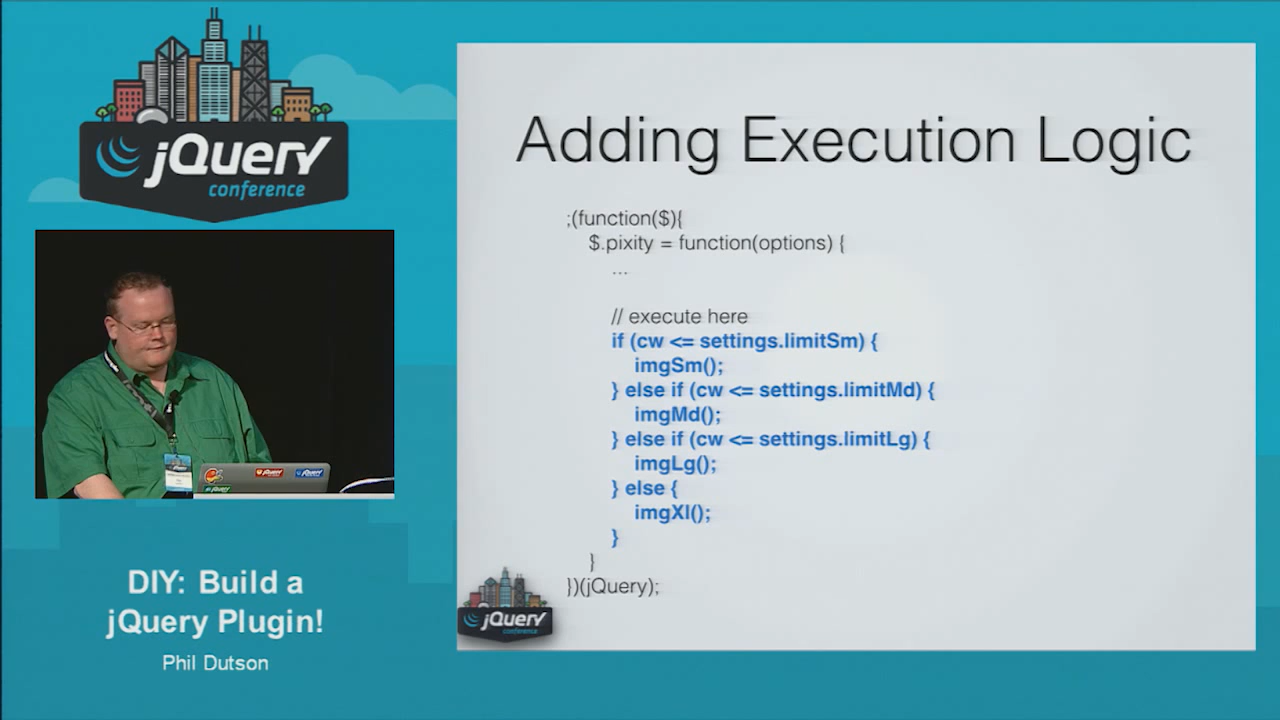 jQuery
conference
DIY: Build a
jQuery Plugin!
Phil Dutson
Adding Execution Logic
;(function($){
$.pixity = function(options) {
...
// execute here
if (cw <= settings.limitSm) {
imgSm();
} else if (cw <= settings.limitMd) {
imgMd();
} else if (cw <= settings.limitLg) {
imgLg();
} else {
imgXl();
}
}
})(jQuery);
jQuery
conference